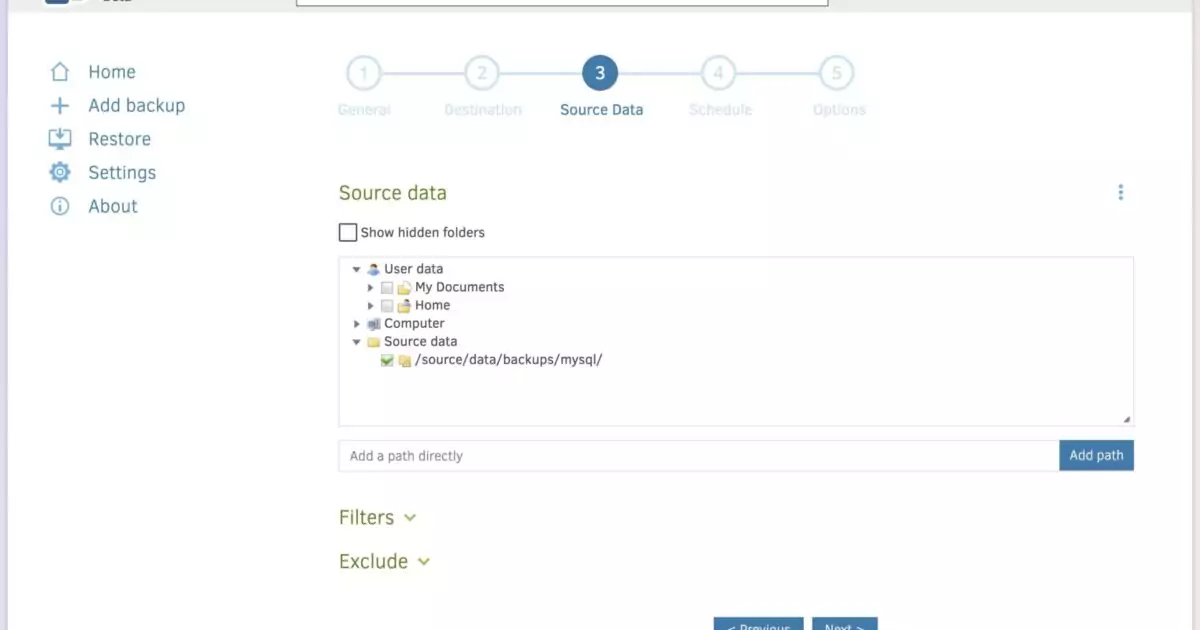 Home
Add backup
Restore
Settings
About
1
2
3
4
5
General
Destination
Source Data
Schedule
Options
Source data
Show hidden folders
User data
My Documents
Home
Computer
Source data
/source/data/backups/mysql/
Add a path directly
Add path
Filters
Exclude
< Previous
Next >